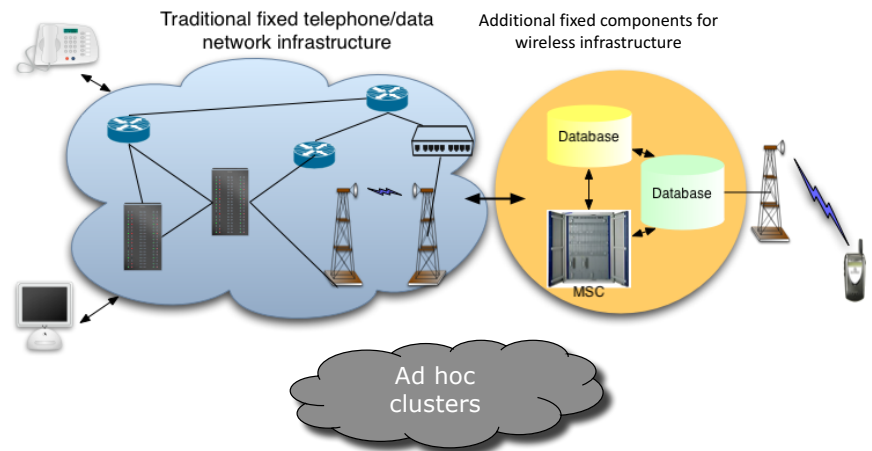 Traditional fixed telephone/data
network infrastructure
Additional fixed components for
wireless infrastructure
Database
Database
MSC
Ad hoc
clusters